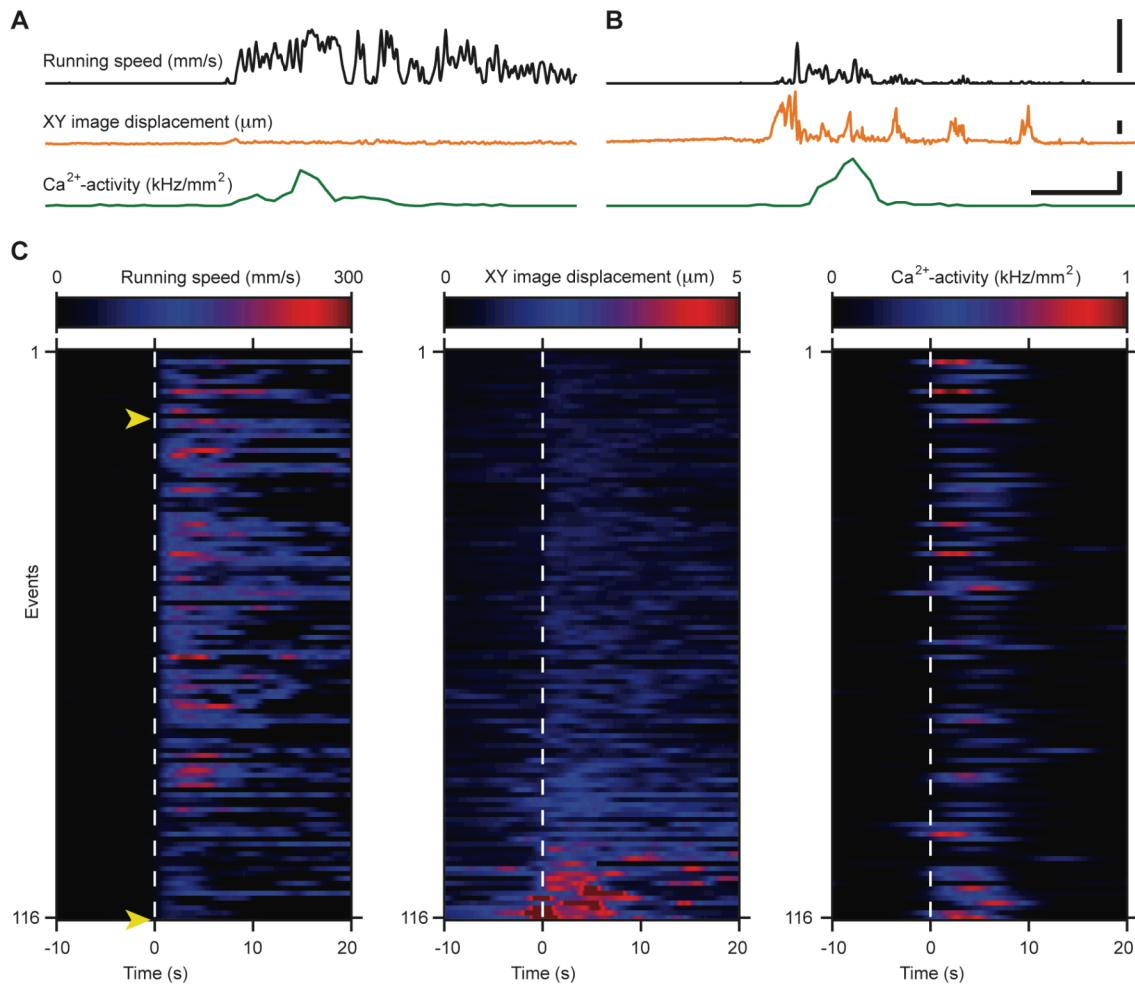 A
B
Running speed (mm/s)
XY image displacement (μm)
Ca²⁺-activity (kHz/mm²)
C
0 Running speed (mm/s) 300
0 XY image displacement (μm) 5
0 Ca²⁺-activity (kHz/mm²) 1
1 1 1
Events
116 116 116
-10 0 10 20 -10 0 10 20 -10 0 10 20
Time (s) Time (s) Time (s)